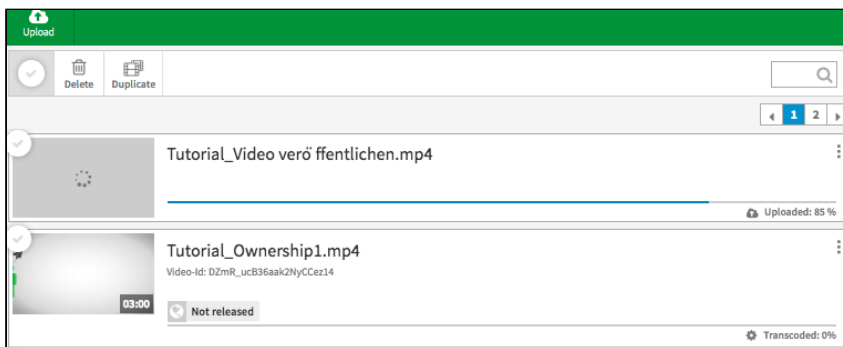 Upload
Delete Duplicate
1 2
Tutorial_Video verö ffentlichen.mp4
Uploaded: 85 %
Tutorial_Ownership1.mp4
Video-Id: DZmR_ucB36aak2NyCCez14
03:00
Not released
Transcoded: 0%